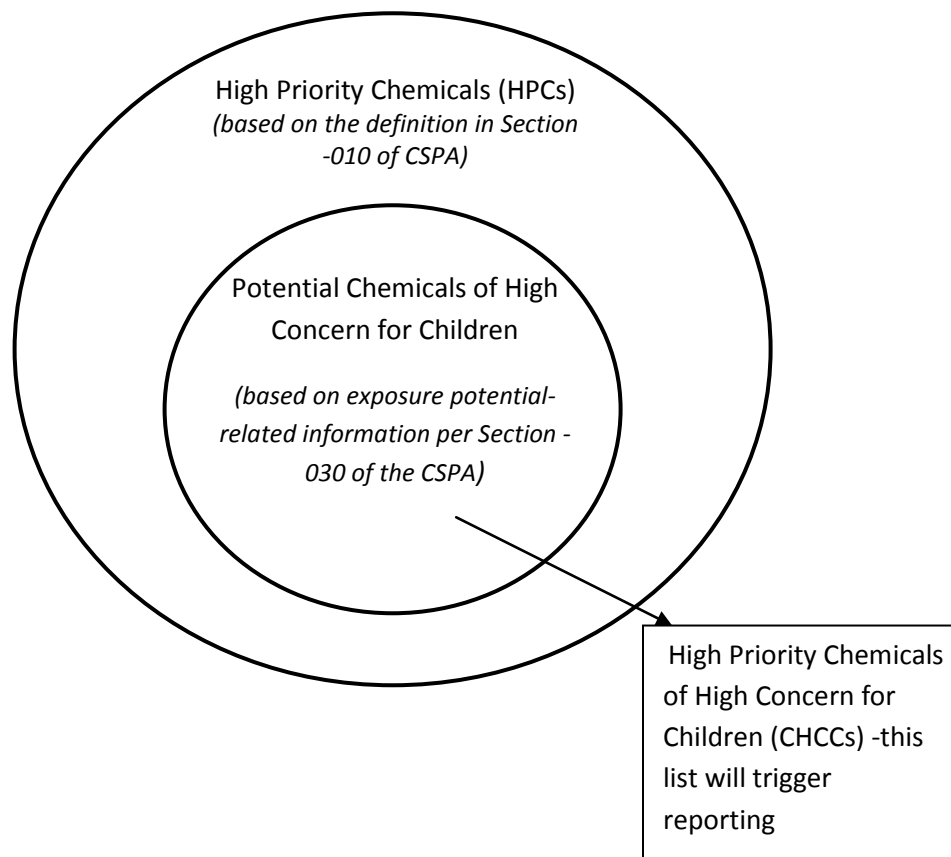 High Priority Chemicals (HPCs)
(based on the definition in Section
-010 of CSPA)
Potential Chemicals of High
Concern for Children
(based on exposure potential-
related information per Section -
030 of the CSPA)
High Priority Chemicals
of High Concern for
Children (CHCCs) -this
list will trigger
reporting